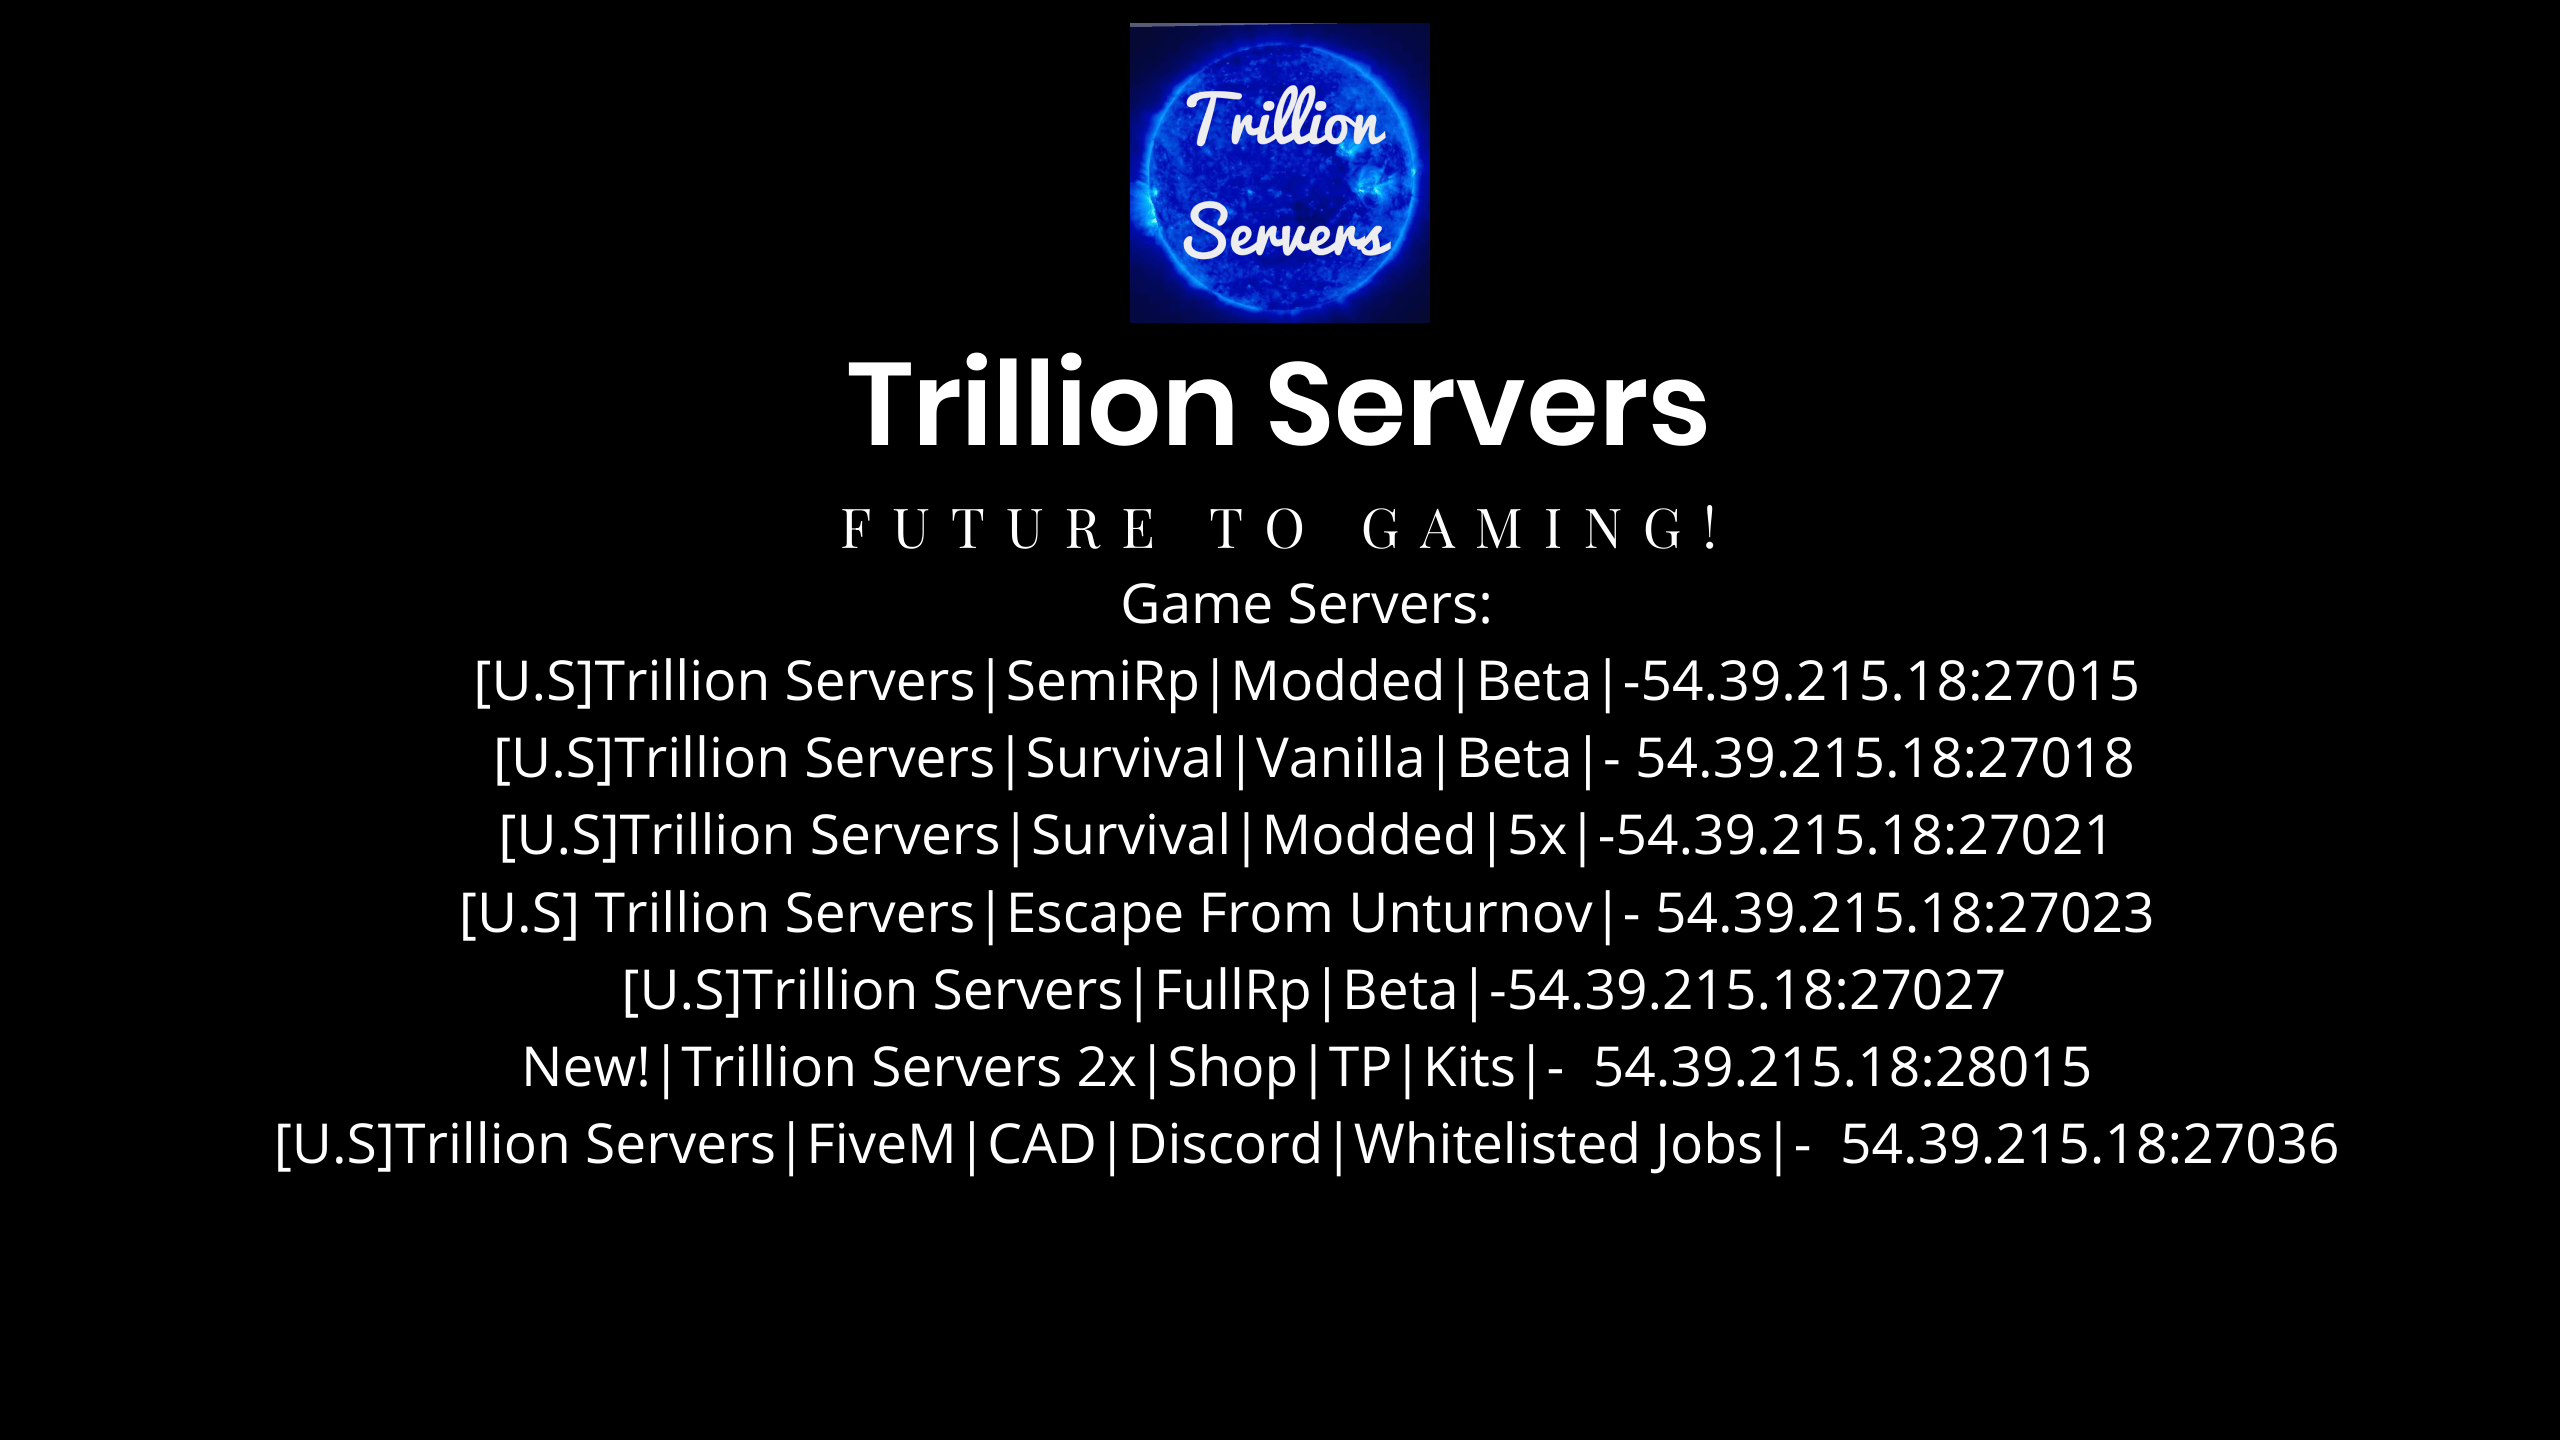 Trillion
Servers
Trillion Servers
FUTURE TO GAMING!
Game Servers:
[U.S]Trillion Servers|SemiRp|Modded|Beta|-54.39.215.18:27015
[U.S]Trillion Servers|Survival|Vanilla|Beta|- 54.39.215.18:27018
[U.S]Trillion Servers|Survival|Modded|5x|-54.39.215.18:27021
[U.S] Trillion Servers|Escape From Unturnov|- 54.39.215.18:27023
[U.S]Trillion Servers|FullRp|Beta|-54.39.215.18:27027
New!|Trillion Servers 2x|Shop|TP|Kits|-  54.39.215.18:28015
[U.S]Trillion Servers|FiveM|CAD|Discord|Whitelisted Jobs|-  54.39.215.18:27036